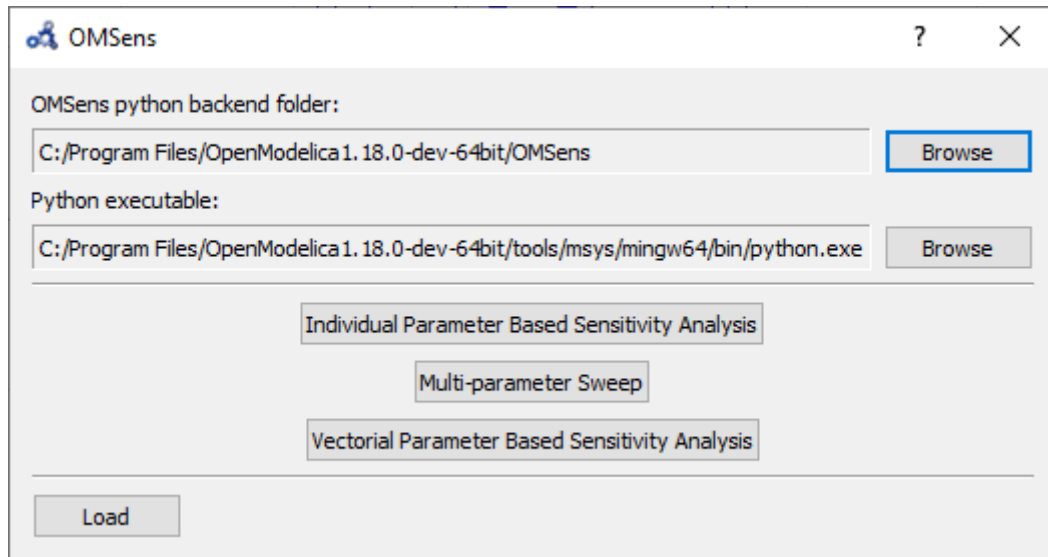 OMSens
?
OMSens python backend folder:
C:/Program Files/OpenModelica1.18.0-dev-64bit/OMSens
Browse
Python executable:
C:/Program Files/OpenModelica1.18.0-dev-64bit/tools/msys/mingw64/bin/python.exe
Browse
Individual Parameter Based Sensitivity Analysis
Multi-parameter Sweep
Vectorial Parameter Based Sensitivity Analysis
Load